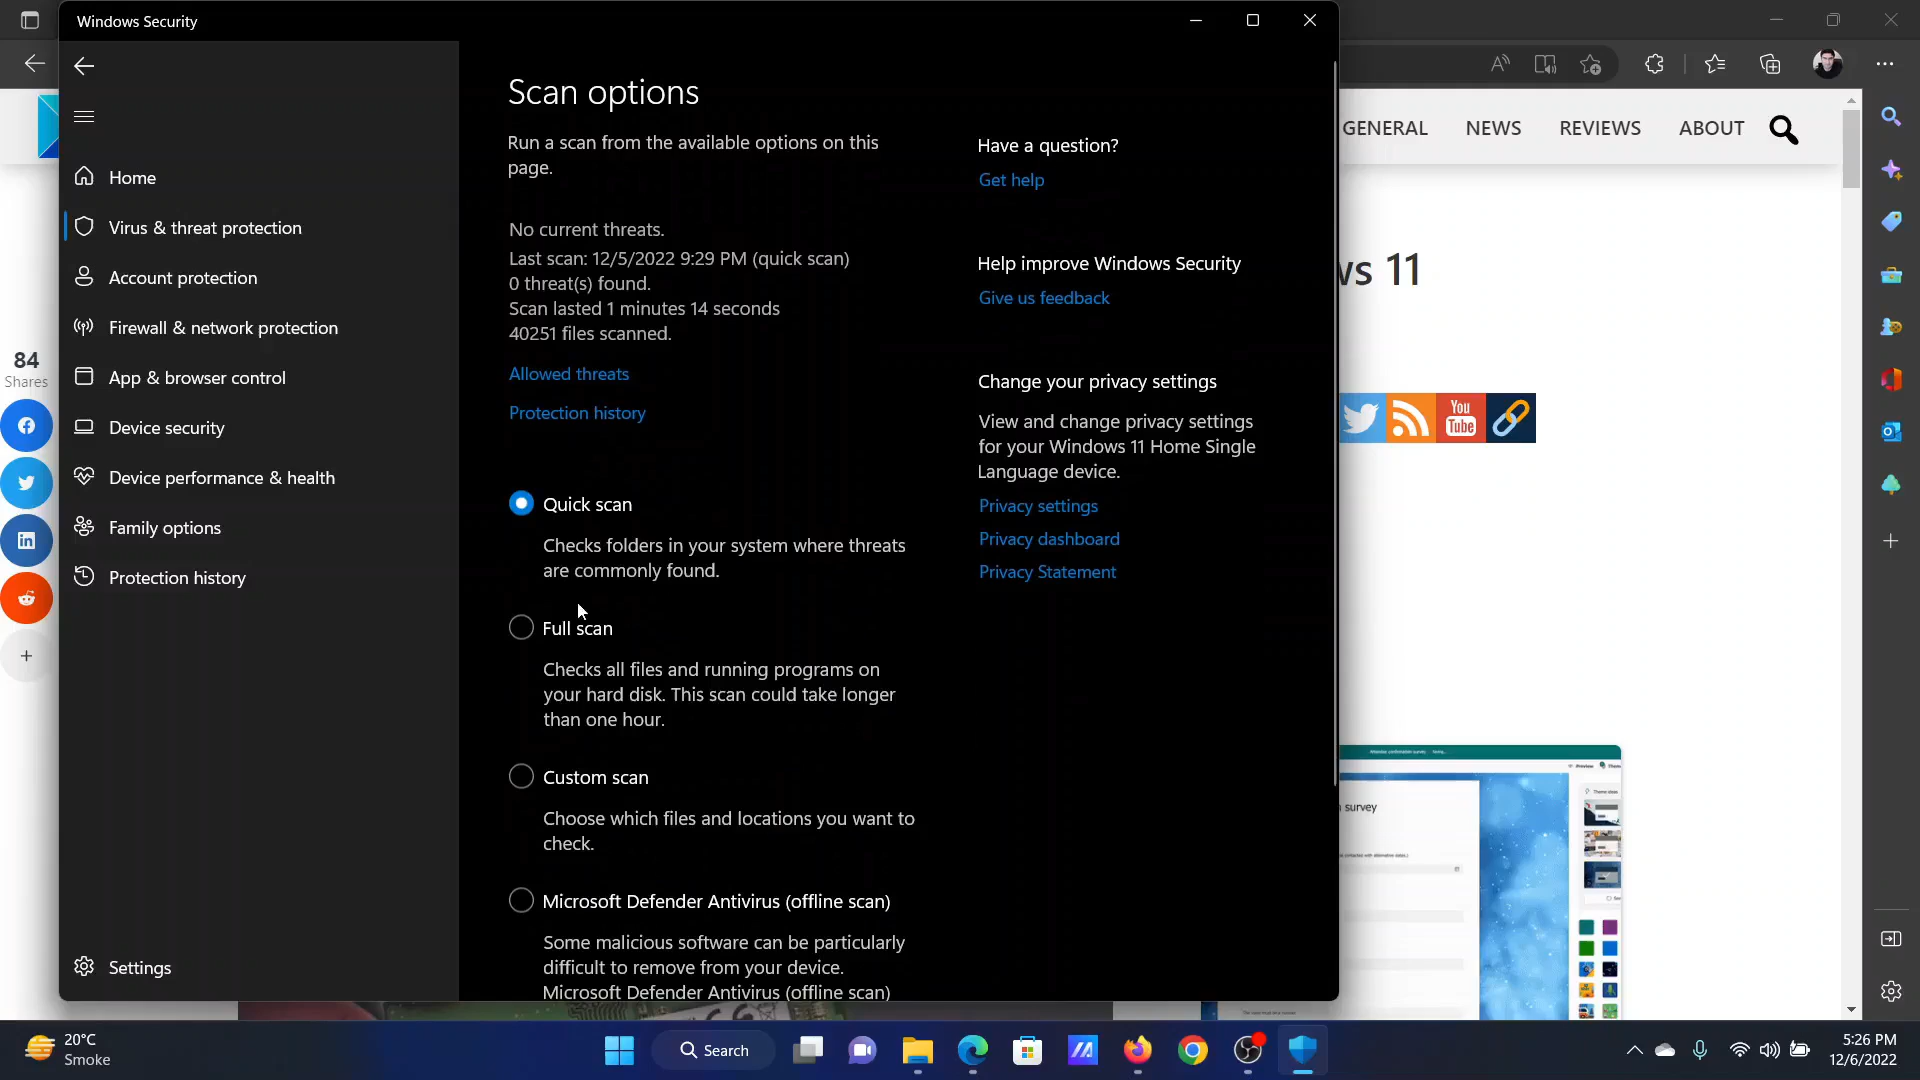 Windows Security
Home
Virus & threat protection
Account protection
Firewall & network protection
App & browser control
Device security
Device performance & health
Family options
Protection history
Settings
Scan options
Run a scan from the available options on this
page.
No current threats.
Last scan: 12/5/2022 9:29 PM (quick scan)
0 threat(s) found.
Scan lasted 1 minutes 14 seconds
40251 files scanned.
Allowed threats
Protection history
Quick scan
Checks folders in your system where threats
are commonly found.
Full scan
Checks all files and running programs on
your hard disk. This scan could take longer
than one hour.
Custom scan
Choose which files and locations you want to
check.
Microsoft Defender Antivirus (offline scan)
Some malicious software can be particularly
difficult to remove from your device.
Microsoft Defender Antivirus (offline scan)
Have a question?
Get help
Help improve Windows Security
Give us feedback
Change your privacy settings
View and change privacy settings
for your Windows 11 Home Single
Language device.
Privacy settings
Privacy dashboard
Privacy Statement
GENERAL NEWS REVIEWS ABOUT
ws 11
You
Tube
84
Shares
survey
20°C
Smoke
Search
5:26 PM
12/6/2022